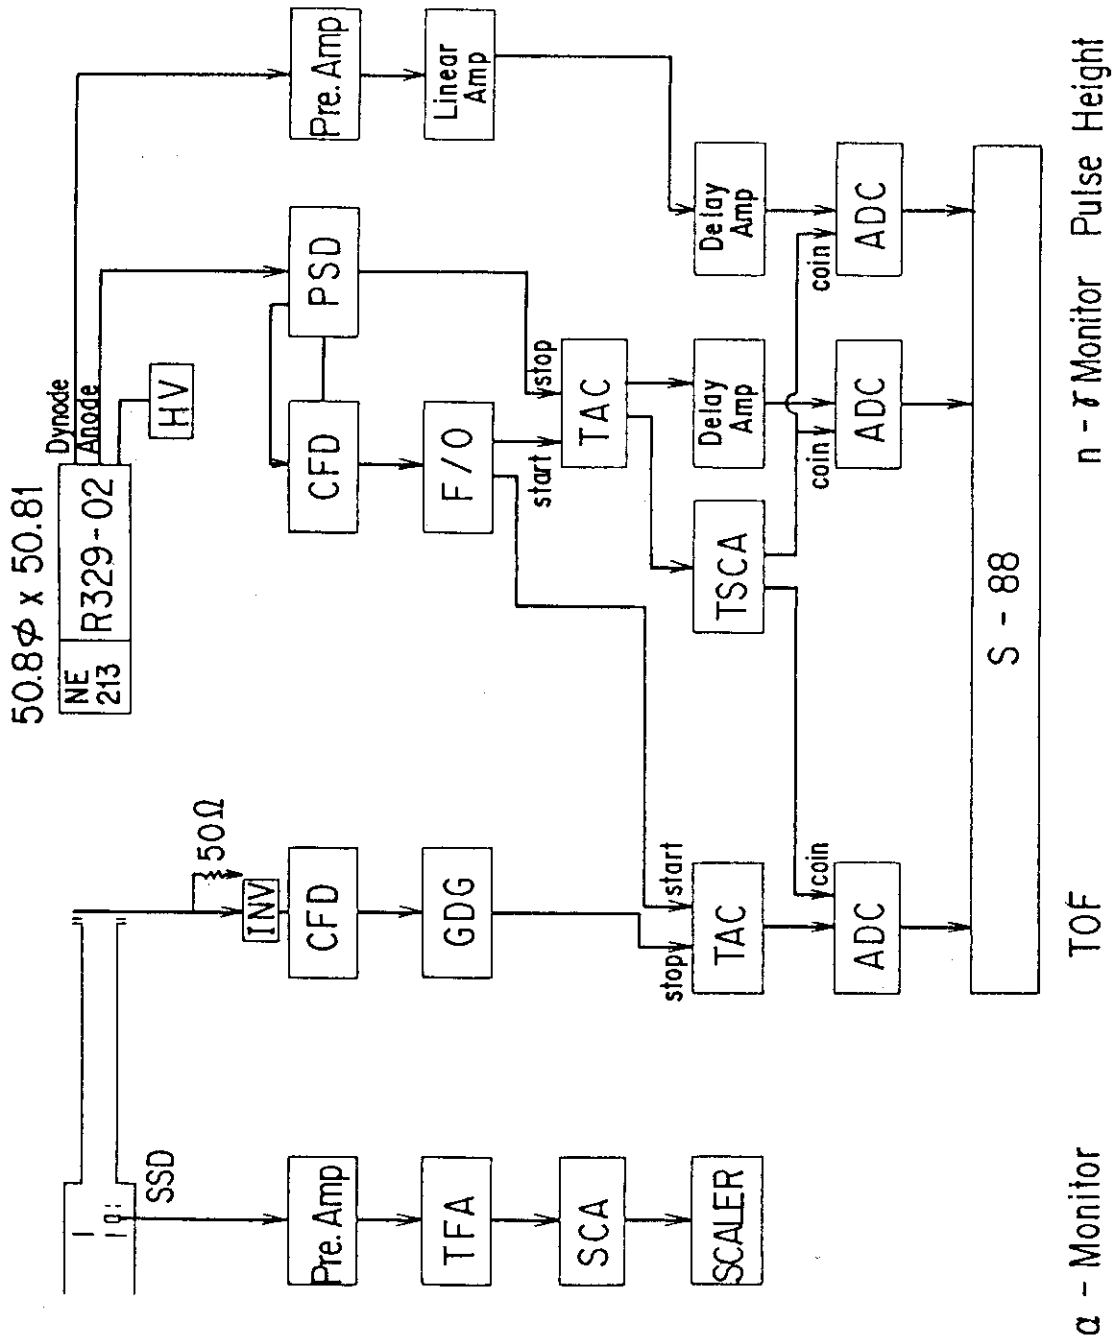 50.8Φ x 50.81
NE
213
R329-02
Dynode
Anode
HV
50Ω
SSD
INV
Pre. Amp
CFD
CFD
PSD
Pre. Amp
TFA
GDG
F/O
Linear
Amp
SCA
start
stop
TAC
SCALER
stop
start
TAC
TSCA
Delay
Amp
Delay
Amp
coin
ADC
coin
ADC
coin
ADC
S - 88
α - Monitor
TOF
n - γ Monitor
Pulse Height